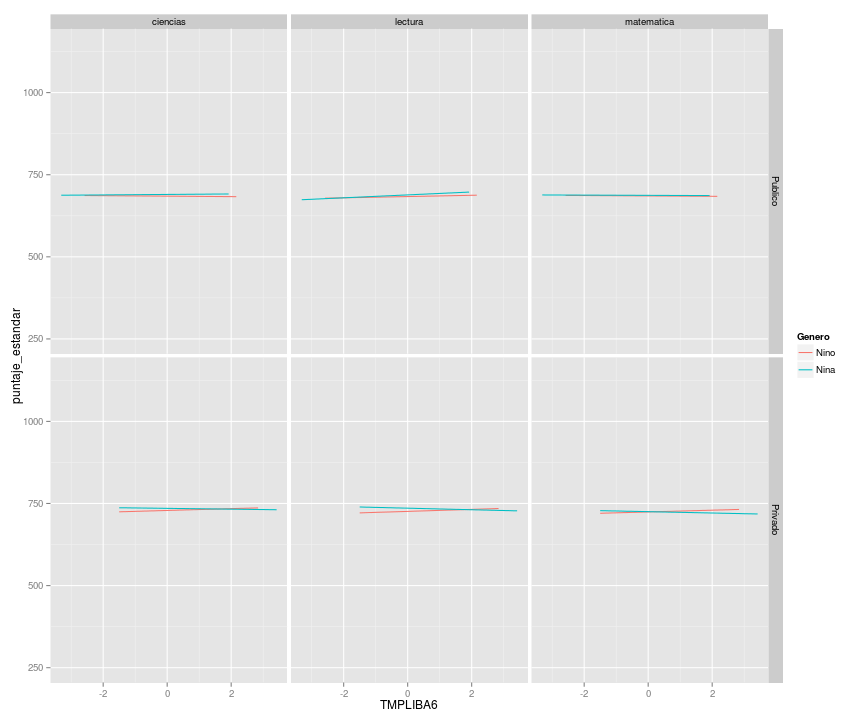 ciencias
lectura
matematica
1000
750
500
250
Publico
puntaje_estandar
1000
750
500
250
Privado
-2
0
2
-2
0
2
-2
0
2
TMPLIBA6
Genero
Nino
Nina